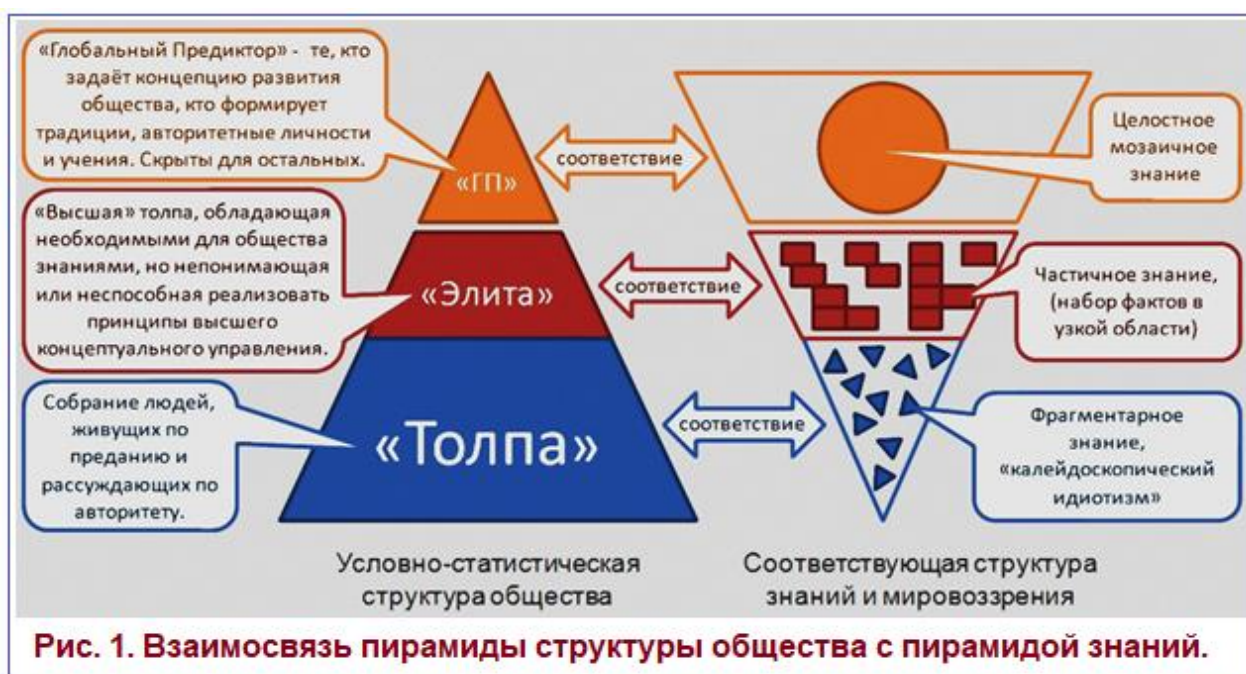 «Глобальный Предиктор» - те, кто
задаёт концепцию развития
общества, кто формирует
традиции, авторитетные личности
и учения. Скрыты для остальных.
«ГП»
соответствие
Целостное
мозаичное
знание
«Высшая» толпа, обладающая
необходимыми для общества
знаниями, но непонимающая
или неспособная реализовать
принципы высшего
концептуального управления.
«Элита»
соответствие
Частичное знание,
(набор фактов в
узкой области)
Собрание людей,
живущих по
преданию и
рассуждающих по
авторитету.
«Толпа»
соответствие
Фрагментарное
знание,
«калейдоскопический
идиотизм»
Условно-статистическая
структура общества
Соответствующая структура
знаний и мировоззрения
Рис. 1. Взаимосвязь пирамиды структуры общества с пирамидой знаний.